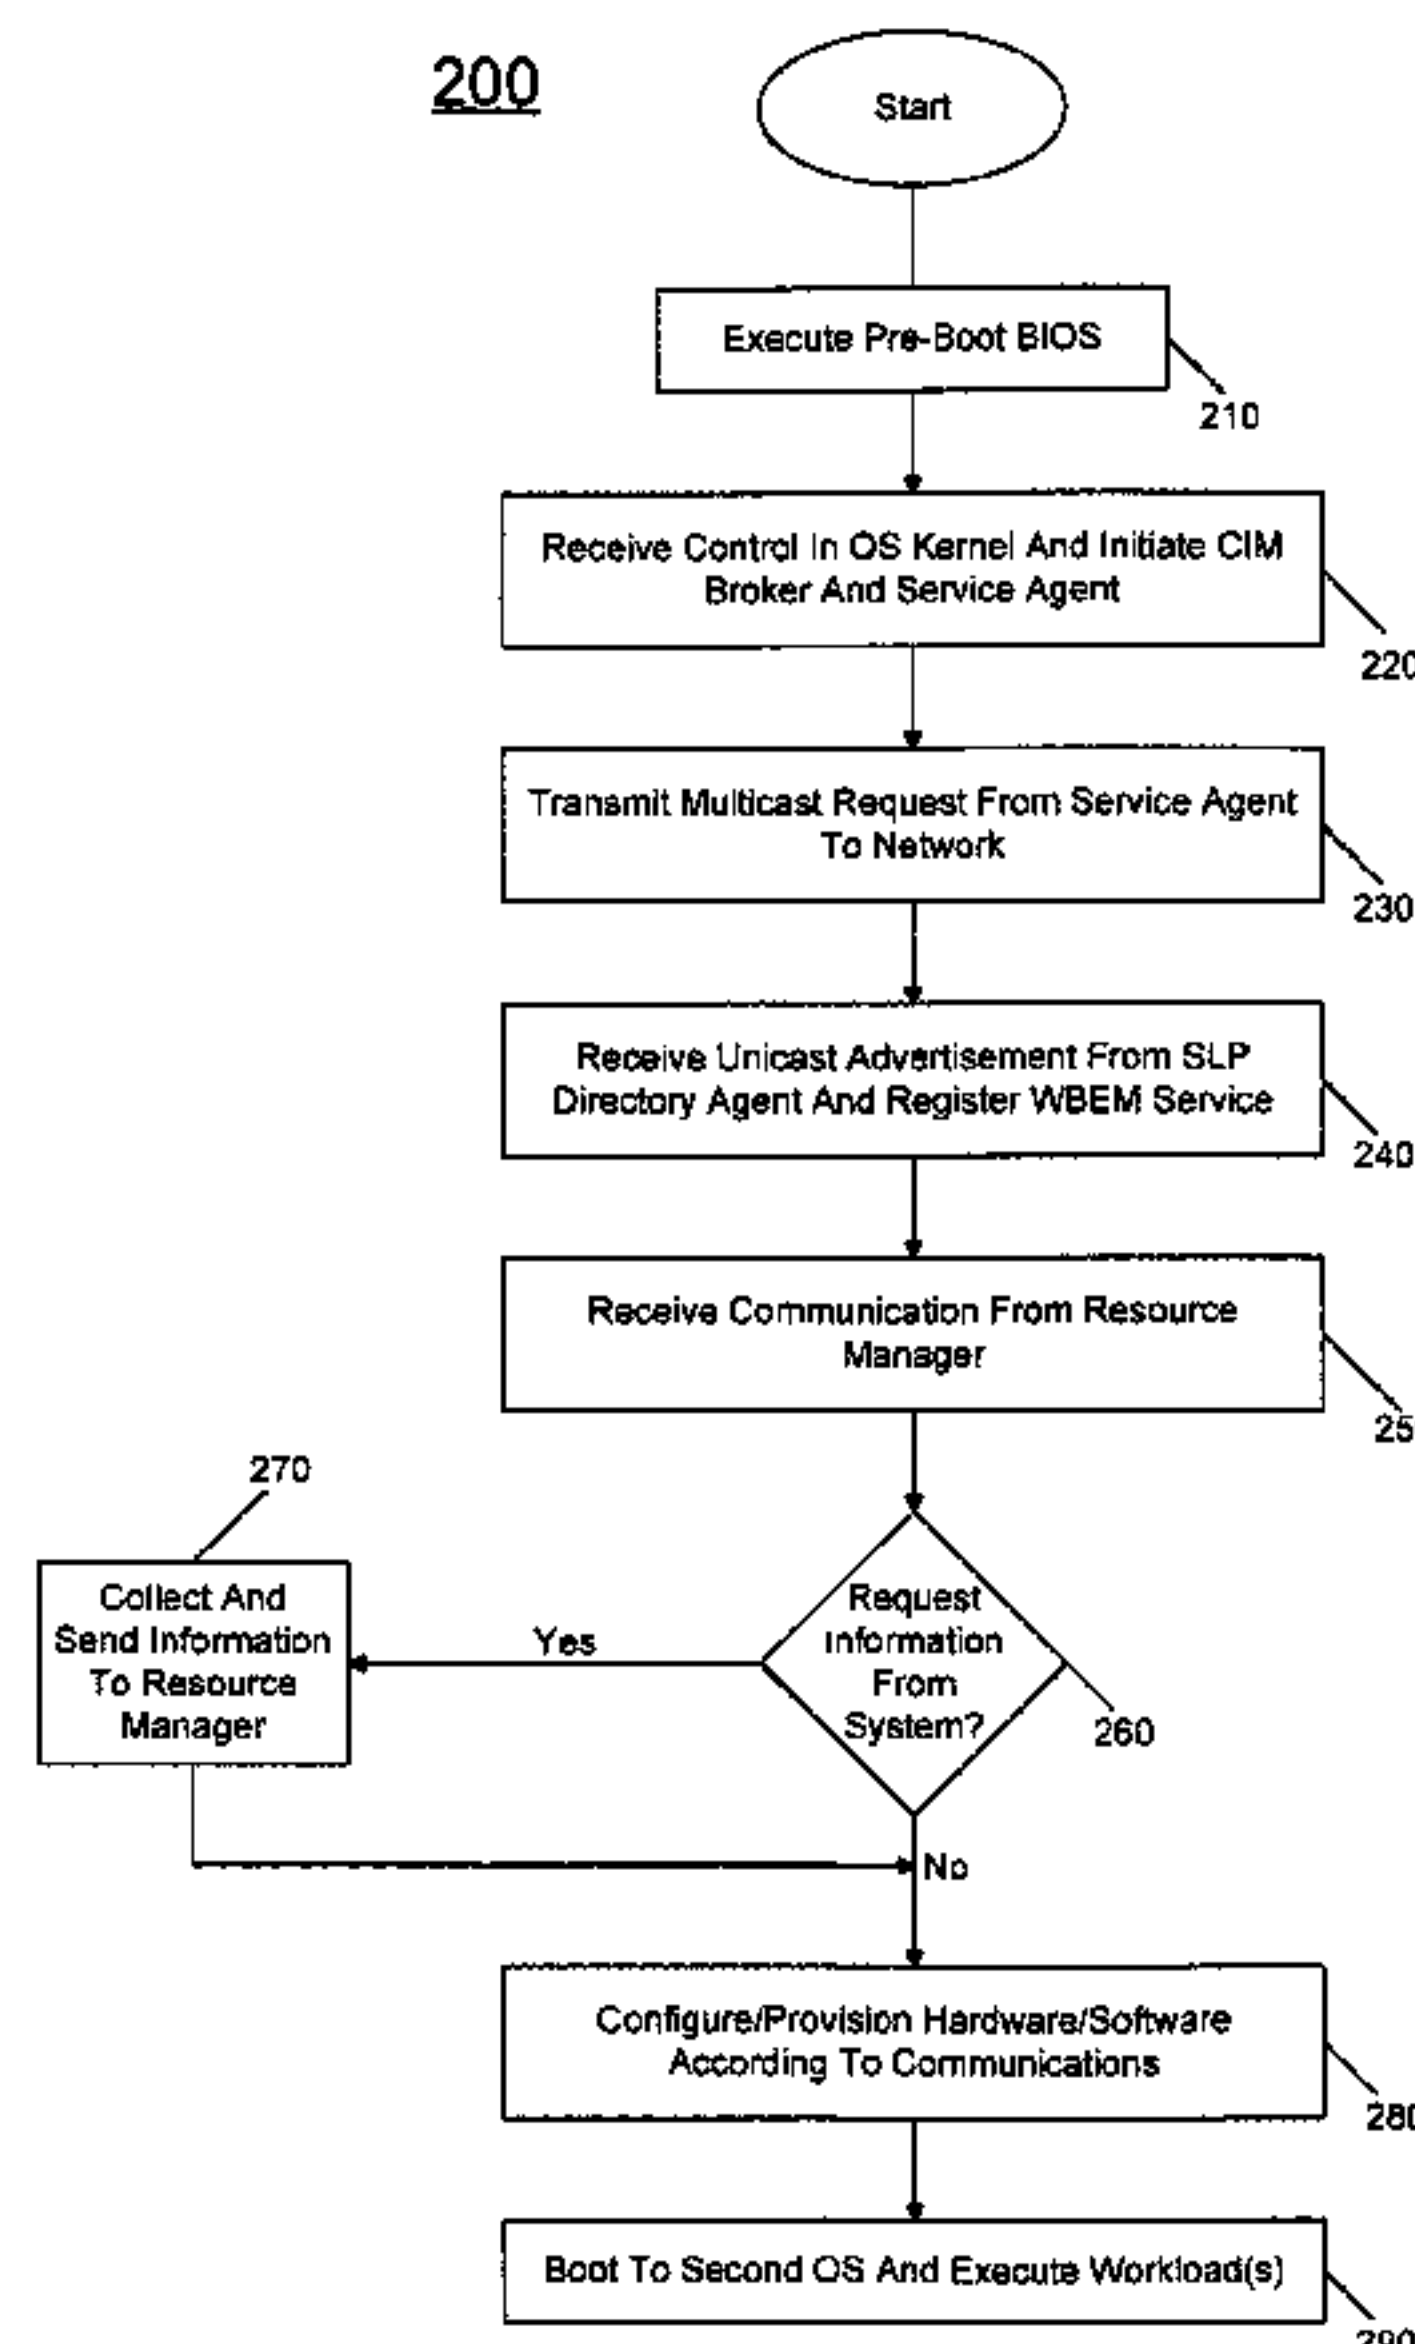 200
Start
Execute Pre-Boot BIOS
210
Receive Control In OS Kernel And Initiate CIM
Broker And Service Agent
220
Transmit Multicast Request From Service Agent
To Network
230
Receive Unicast Advertisement From SLP
Directory Agent And Register WBEM Service
240
Receive Communication From Resource
Manager
25
270
Collect And
Send Information
To Resource
Manager
Yes
Request
Information
From
System?
260
No
Configure/Provision Hardware/Software
According To Communications
280
Boot To Second OS And Execute Workload(s)
290